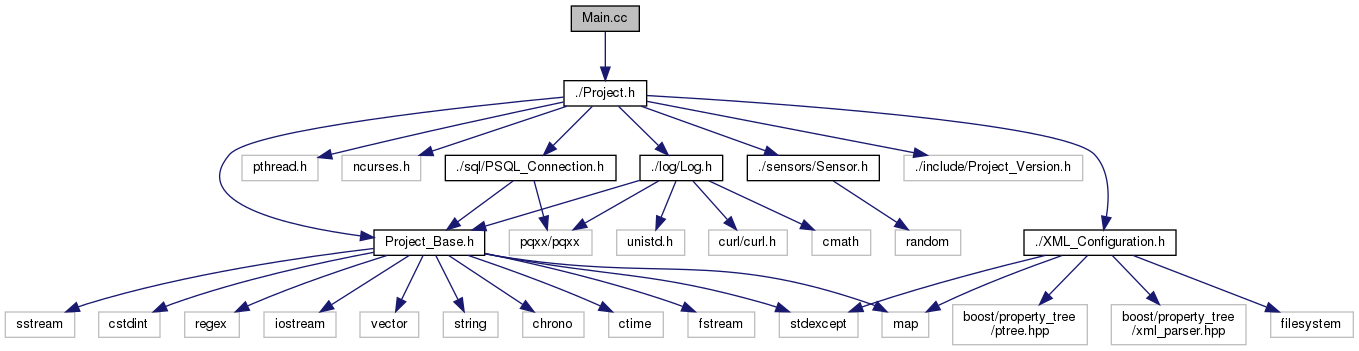 Main.cc
./Project.h
pthread.h
ncurses.h
./sql/PSQL_Connection.h
./log/Log.h
./sensors/Sensor.h
./include/Project_Version.h
Project_Base.h
pqxx/pqxx
unistd.h
curl/curl.h
cmath
random
./XML_Configuration.h
sstream
cstdint
regex
iostream
vector
string
chrono
ctime
fstream
stdexcept
map
boost/property_tree
/ptree.hpp
boost/property_tree
/xml_parser.hpp
filesystem